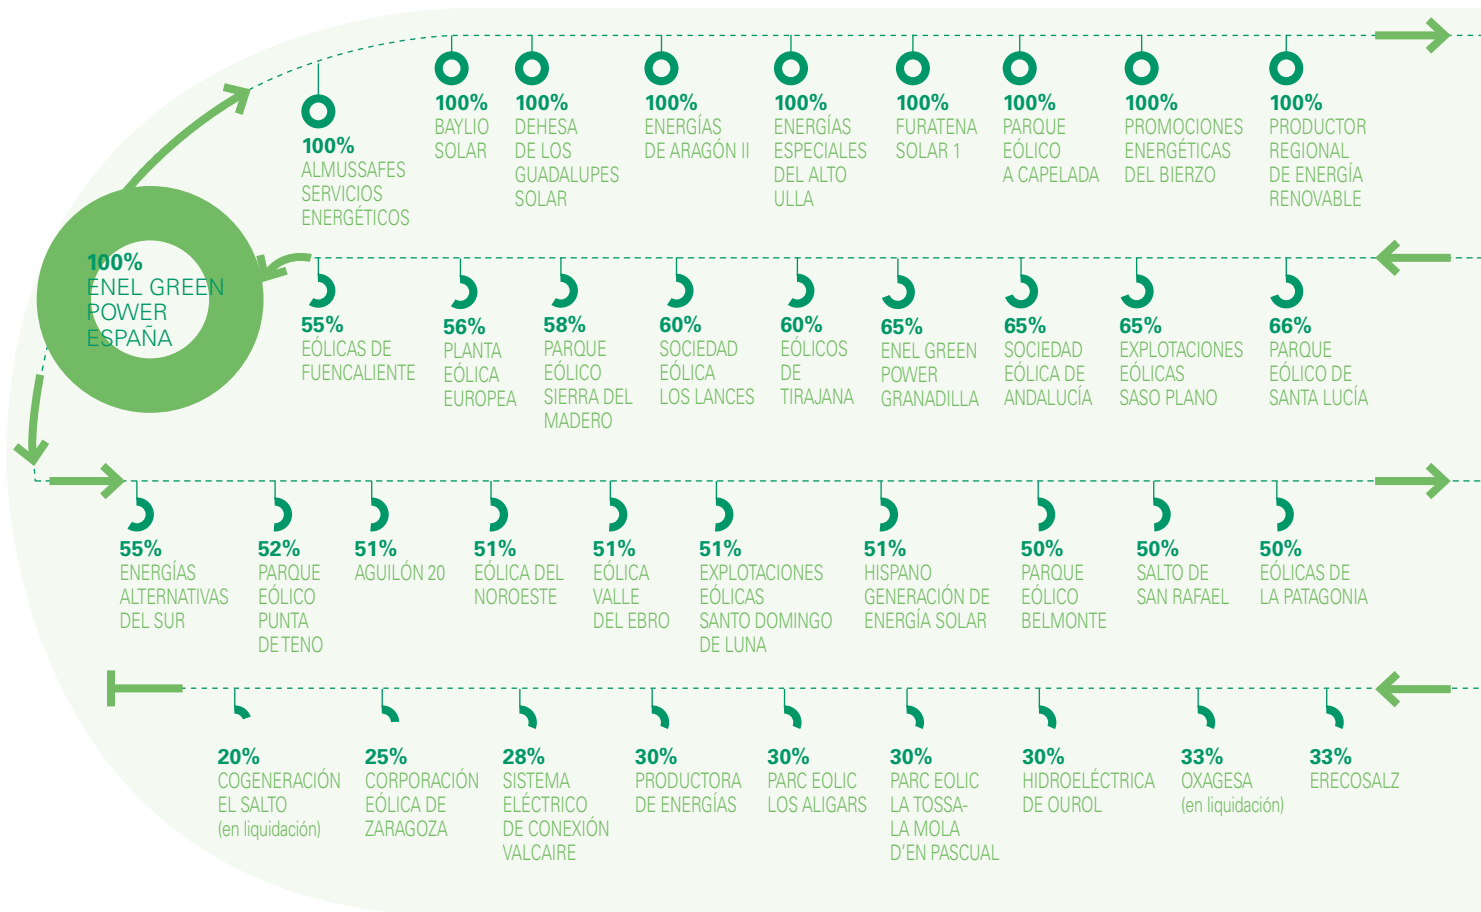 100%
ALMUSSAFES
SERVICIOS
ENERGÉTICOS
100%
BAYLIO
SOLAR
100%
DEHESA
DE LOS
GUADALUPES
SOLAR
100%
ENERGÍAS
DE ARAGÓN II
100%
ENERGÍAS
ESPECIALES
DEL ALTO
ULLA
100%
FURATENA
SOLAR 1
100%
PARQUE
EÓLICO
A CAPELADA
100%
PROMOCIONES
ENERGÉTICAS
DEL BIERZO
100%
PRODUCTOR
REGIONAL
DE ENERGÍA
RENOVABLE
100%
ENEL GREEN
POWER
ESPAÑA
55%
EÓLICAS DE
FUENCALIENTE
56%
PLANTA
EÓLICA
EUROPEA
58%
PARQUE
EÓLICO
SIERRA DEL
MADERO
60%
SOCIEDAD
EÓLICA
LOS LANCES
60%
EÓLICOS
DE
TIRAJANA
65%
ENEL GREEN
POWER
GRANADILLA
65%
SOCIEDAD
EÓLICA DE
ANDALUCÍA
65%
EXPLOTACIONES
EÓLICAS
SASO PLANO
66%
PARQUE
EÓLICO DE
SANTA LUCÍA
55%
ENERGÍAS
ALTERNATIVAS
DEL SUR
52%
PARQUE
EÓLICO
PUNTA
DE TENO
51%
AGUILÓN 20
51%
EÓLICA DEL
NOROESTE
51%
EÓLICA
VALLE
DEL EBRO
51%
EXPLOTACIONES
EÓLICAS
SANTO DOMINGO
DE LUNA
51%
HISPANO
GENERACIÓN DE
ENERGÍA SOLAR
50%
PARQUE
EÓLICO
BELMONTE
50%
SALTO DE
SAN RAFAEL
50%
EÓLICAS DE
LA PATAGONIA
20%
COGENERACIÓN
EL SALTO
(en liquidación)
25%
CORPORACIÓN
EÓLICA DE
ZARAGOZA
28%
SISTEMA
ELÉCTRICO
DE CONEXIÓN
VALCAIRE
30%
PRODUCTORA
DE ENERGÍAS
30%
PARC EOLIC
LOS ALIGARS
30%
PARC EOLIC
LA TOSSA-
LA MOLA
D'EN PASCUAL
30%
HIDROELÉCTRICA
DE OUROL
33%
OXAGESA
(en liquidación)
33%
ERECOSALZ